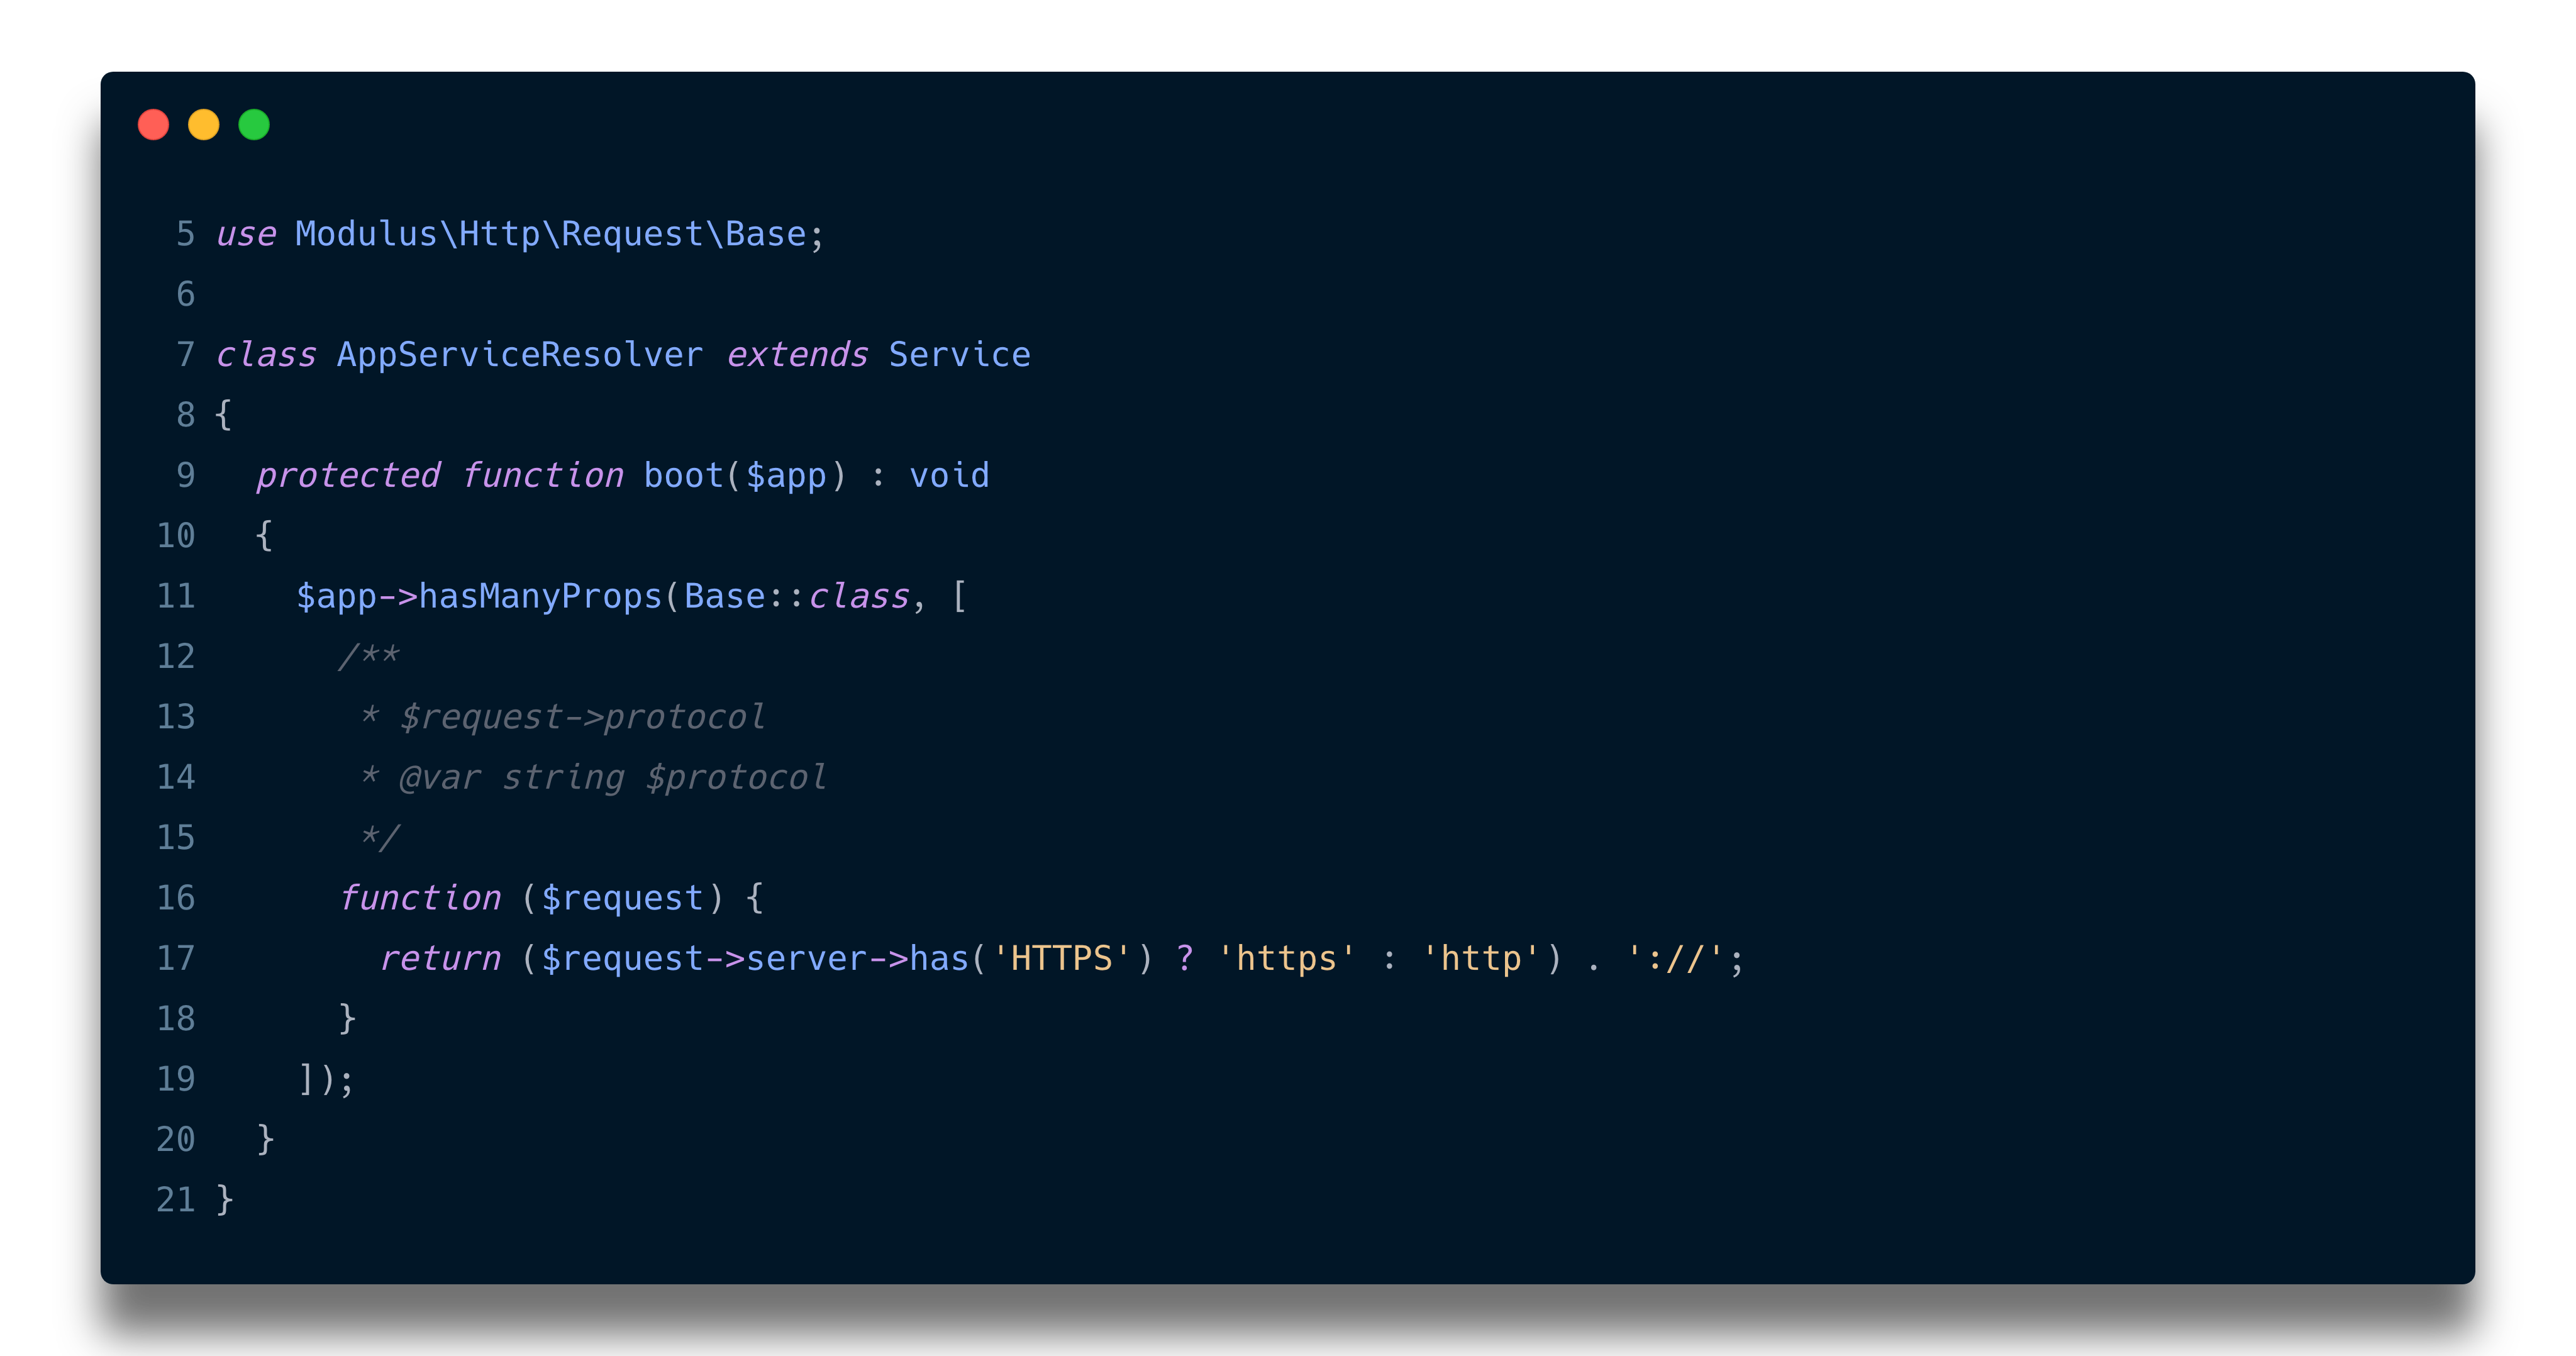 5 use Modulus\Http\Request\Base;
6
7 class AppServiceResolver extends Service
8 {
9   protected function boot($app) : void
10   {
11     $app->hasManyProps(Base::class, [
12       /**
13        * $request->protocol
14        * @var string $protocol
15        */
16       function ($request) {
17         return ($request->server->has('HTTPS') ? 'https' : 'http') . '://';
18       }
19     ]);
20   }
21 }